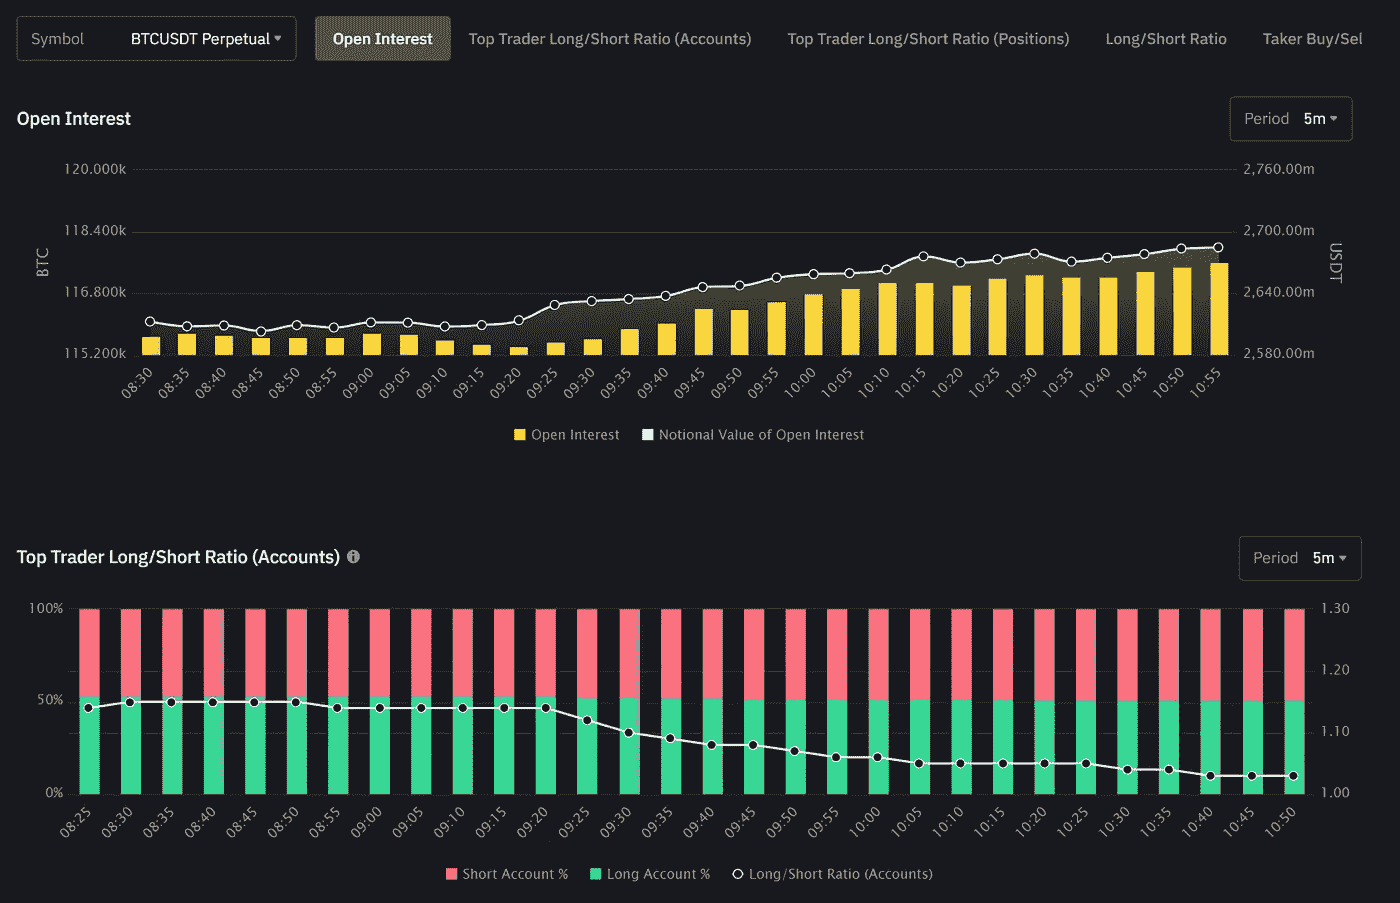 Symbol BTCUSDT Perpetual Open Interest Top Trader Long/Short Ratio (Accounts) Top Trader Long/Short Ratio (Positions) Long/Short Ratio Taker Buy/Sel
Open Interest Period 5m
120.000k 2,760.00m
118.400k 2,700.00m
BTC USDT
116.800k 2,640.00m
115.200k 2,580.00m
08:30 08:35 08:40 08:45 08:50 08:55 09:00 09:05 09:10 09:15 09:20 09:25 09:30 09:35 09:40 09:45 09:50 09:55 10:00 10:05 10:10 10:15 10:20 10:25 10:30 10:35 10:40 10:45 10:50 10:55
Open Interest Notional Value of Open Interest
Top Trader Long/Short Ratio (Accounts) Period 5m
100% 1.30
1.20
50%
1.10
0% 1.00
08:25 08:30 08:35 08:40 08:45 08:50 08:55 09:00 09:05 09:10 09:15 09:20 09:25 09:30 09:35 09:40 09:45 09:50 09:55 10:00 10:05 10:10 10:15 10:20 10:25 10:30 10:35 10:40 10:45 10:50
Short Account % Long Account % Long/Short Ratio (Accounts)